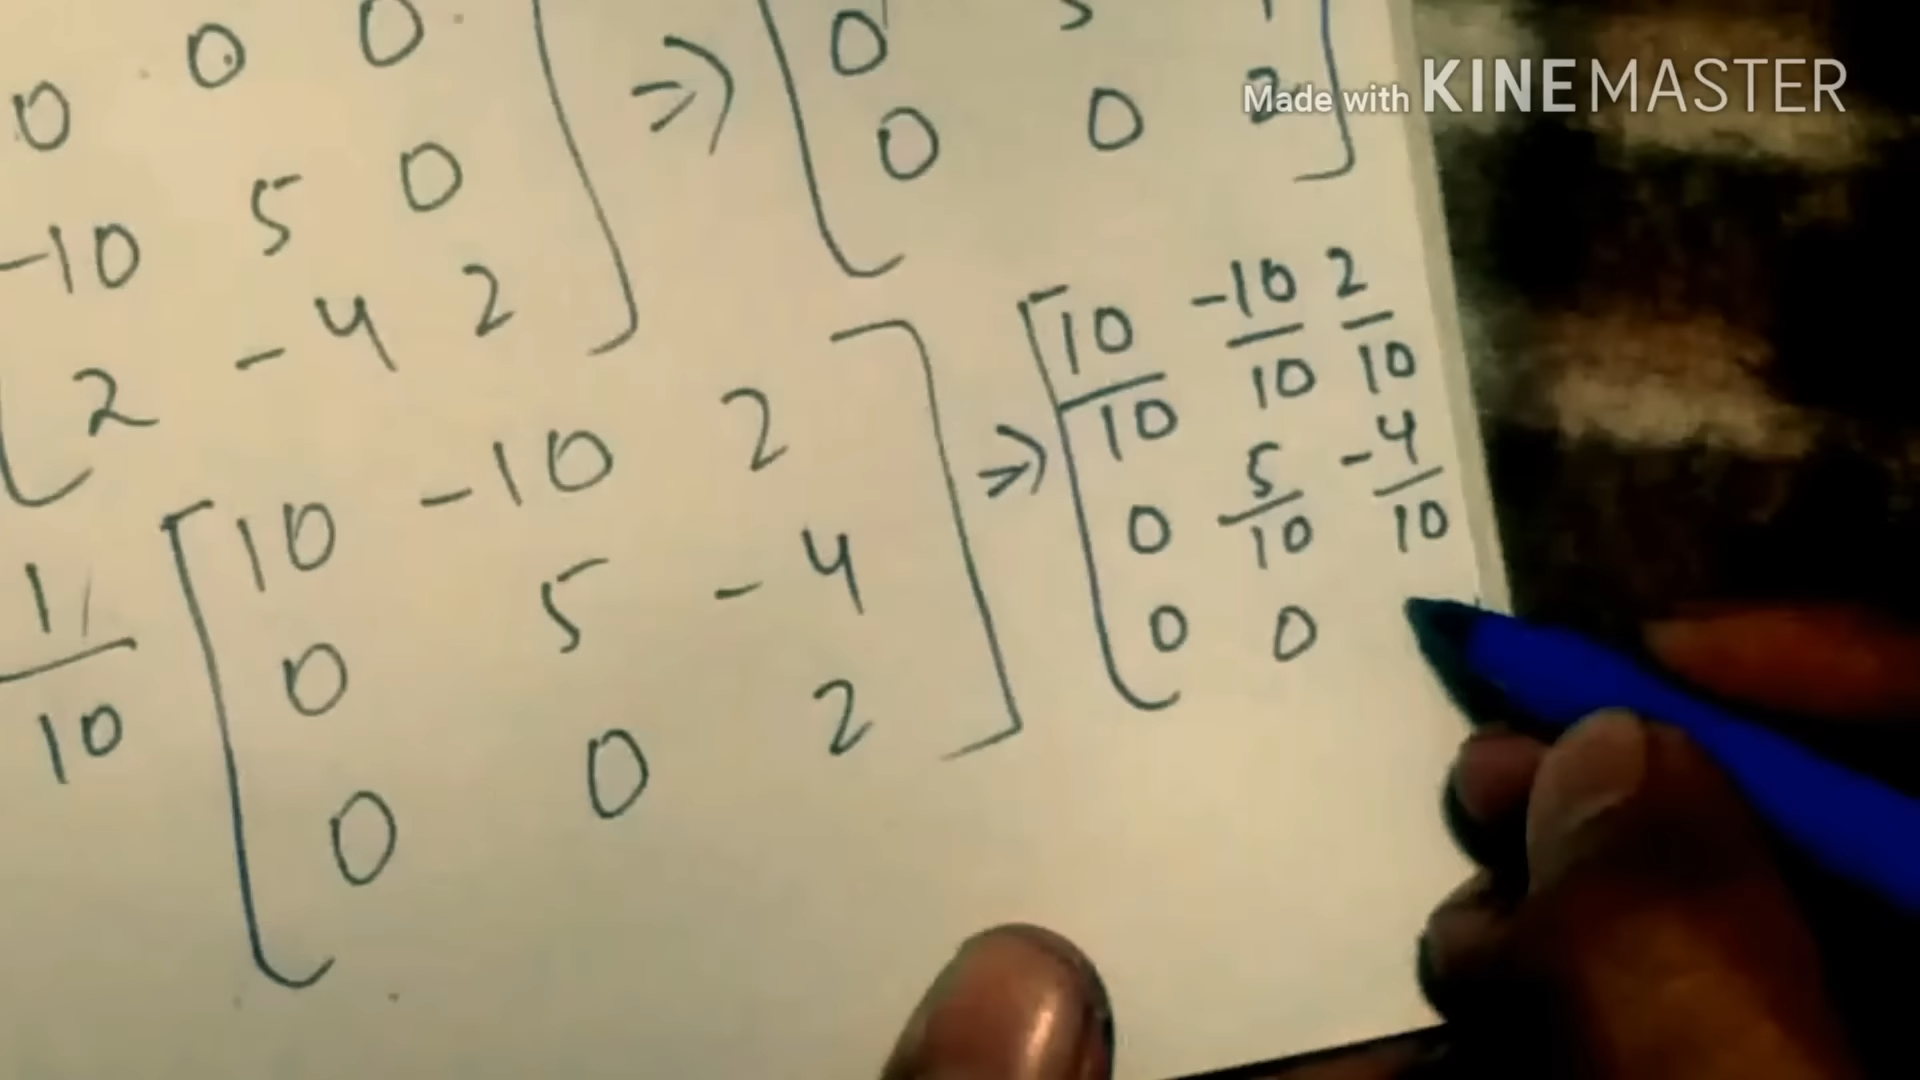 0 0 0
-10 5 0
2 -4 2
⇒
0 5
0 0 2
Made with KINEMASTER
1/10 [ 10 -10 2
0 5 -4
0 0 2 ]
⇒ [ 10/10 -10/10 2/10
0 5/10 -4/10
0 0